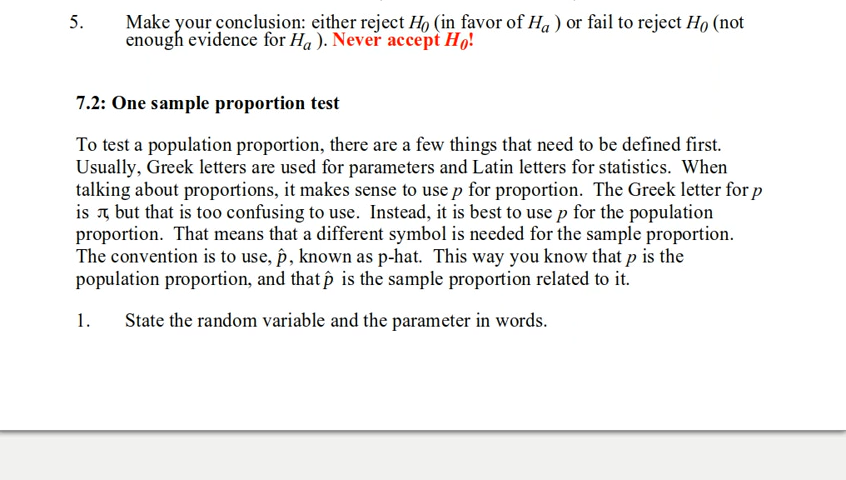 5. Make your conclusion: either reject H0 (in favor of Ha ) or fail to reject H0 (not
enough evidence for Ha ). Never accept H0!
7.2: One sample proportion test
To test a population proportion, there are a few things that need to be defined first.
Usually, Greek letters are used for parameters and Latin letters for statistics. When
talking about proportions, it makes sense to use p for proportion. The Greek letter for p
is π, but that is too confusing to use. Instead, it is best to use p for the population
proportion. That means that a different symbol is needed for the sample proportion.
The convention is to use, p̂, known as p-hat. This way you know that p is the
population proportion, and that p̂ is the sample proportion related to it.
1. State the random variable and the parameter in words.